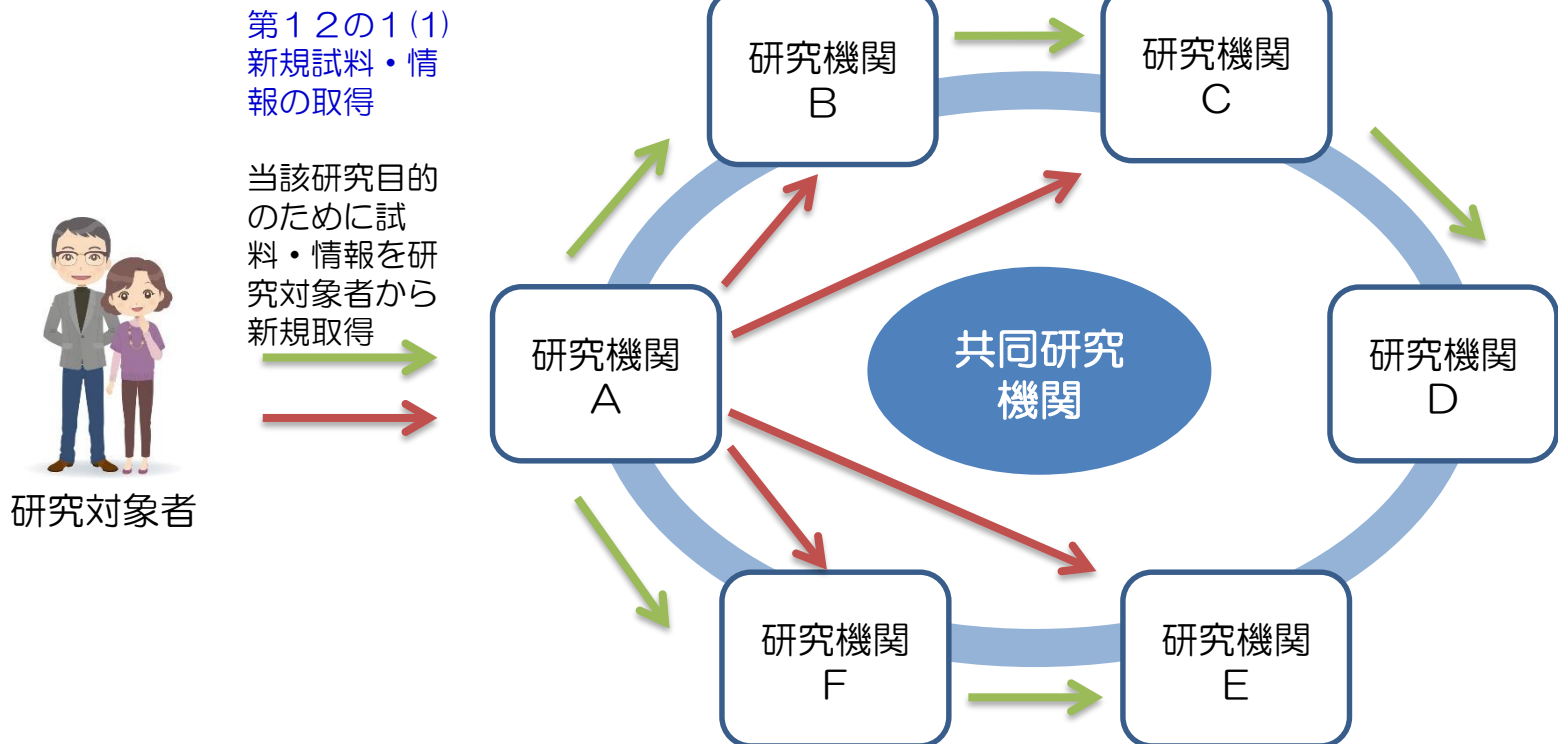 第１２の１(1)
新規試料・情
報の取得
当該研究目的
のために試
料・情報を研
究対象者から
新規取得
研究対象者
研究機関
A
研究機関
B
研究機関
C
研究機関
D
研究機関
E
研究機関
F
共同研究
機関